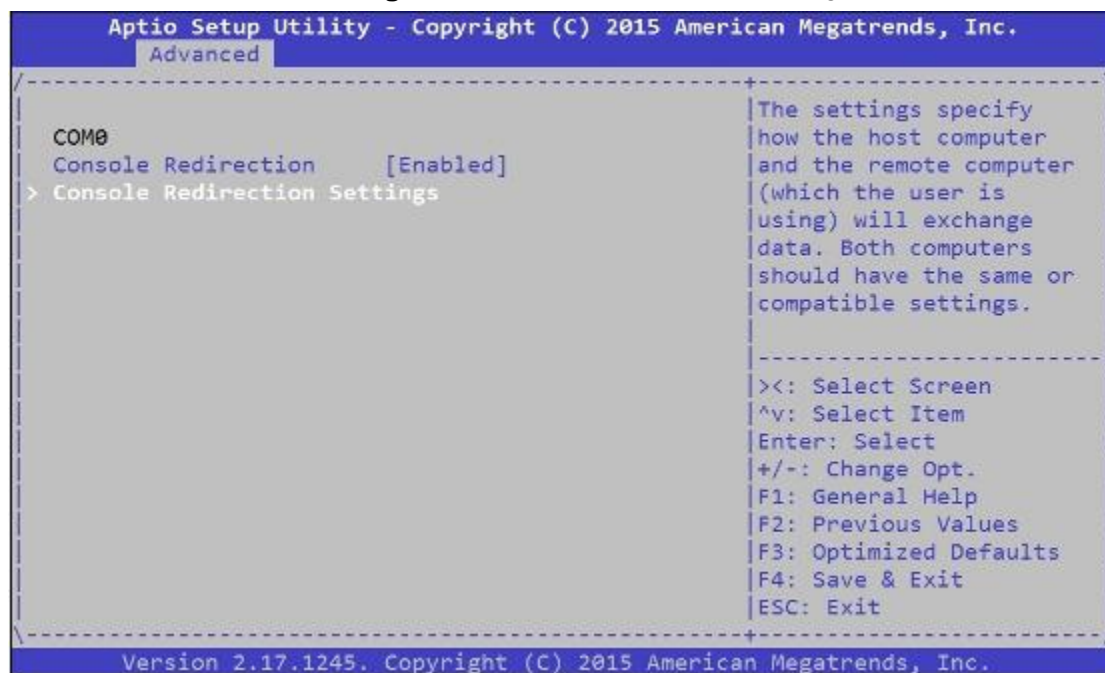 Aptio Setup Utility - Copyright (C) 2015 American Megatrends, Inc.
Advanced
COM0
Console Redirection [Enabled]
> Console Redirection Settings
The settings specify
how the host computer
and the remote computer
(which the user is
using) will exchange
data. Both computers
should have the same or
compatible settings.
><: Select Screen
^v: Select Item
Enter: Select
+/-: Change Opt.
F1: General Help
F2: Previous Values
F3: Optimized Defaults
F4: Save & Exit
ESC: Exit
Version 2.17.1245. Copyright (C) 2015 American Megatrends, Inc.